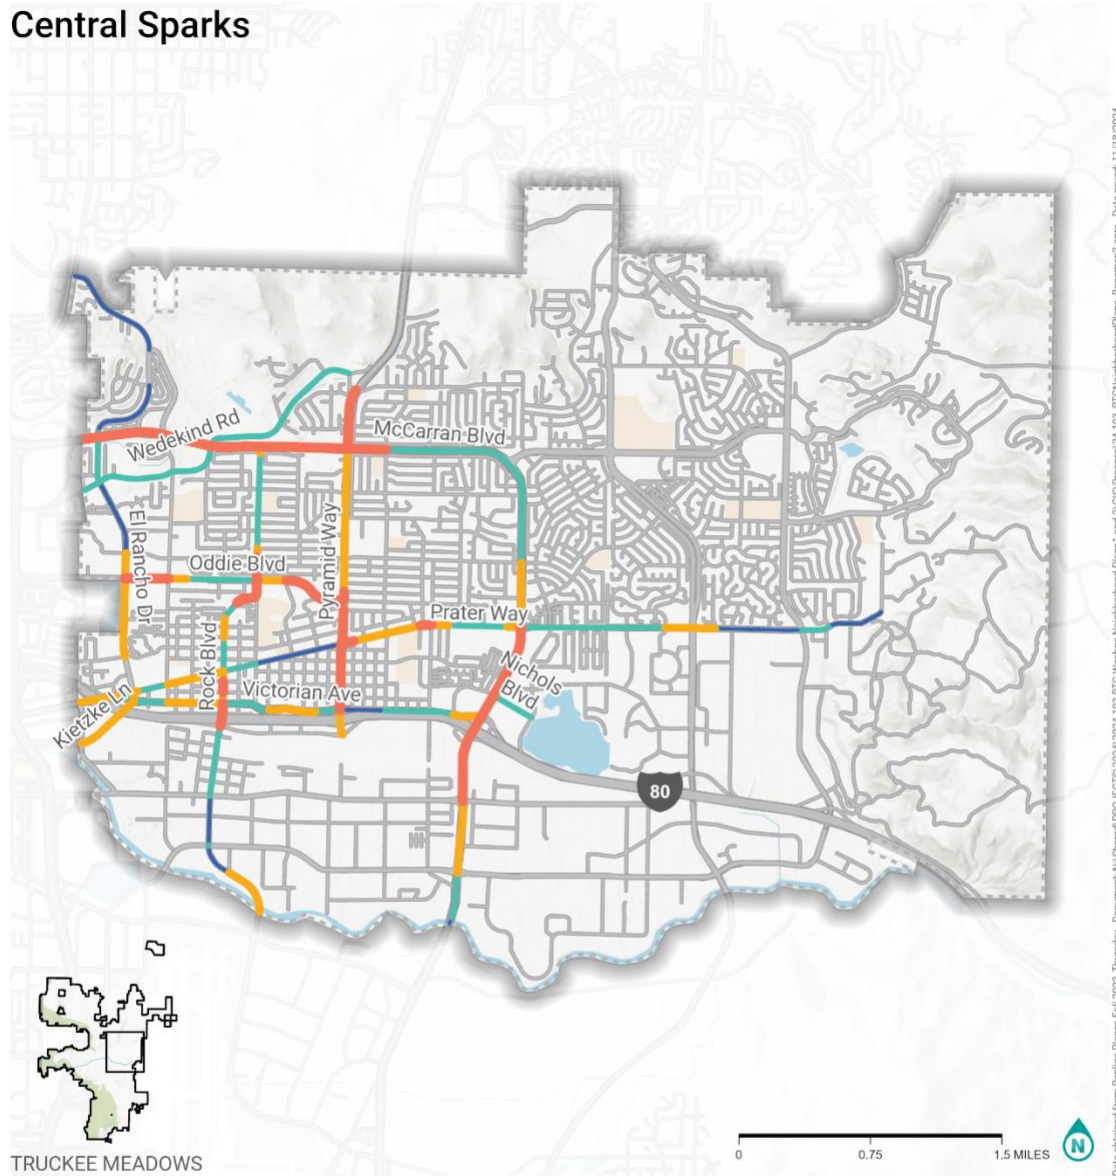 Central Sparks
Wedekind Rd
McCarran Blvd
El Rancho Dr
Pyramid Way
Oddie Blvd
Prater Way
Rock Blvd
Nichols
Blvd
Victorian Ave
Kietzke Ln
80
TRUCKEE MEADOWS
0
0.75
1.5 MILES
N